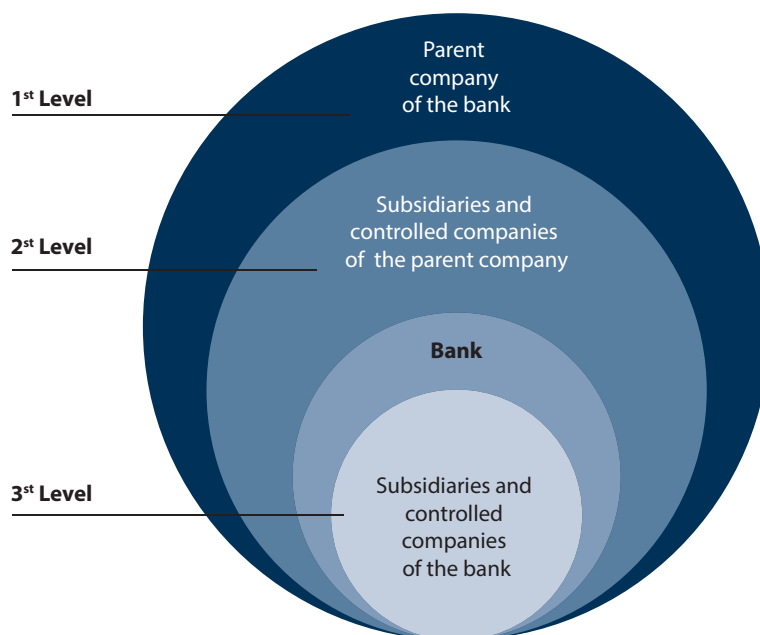 Parent
company
of the bank
1st Level
Subsidiaries and
controlled companies
of the parent company
2st Level
Bank
3st Level
Subsidiaries and
controlled
companies
of the bank